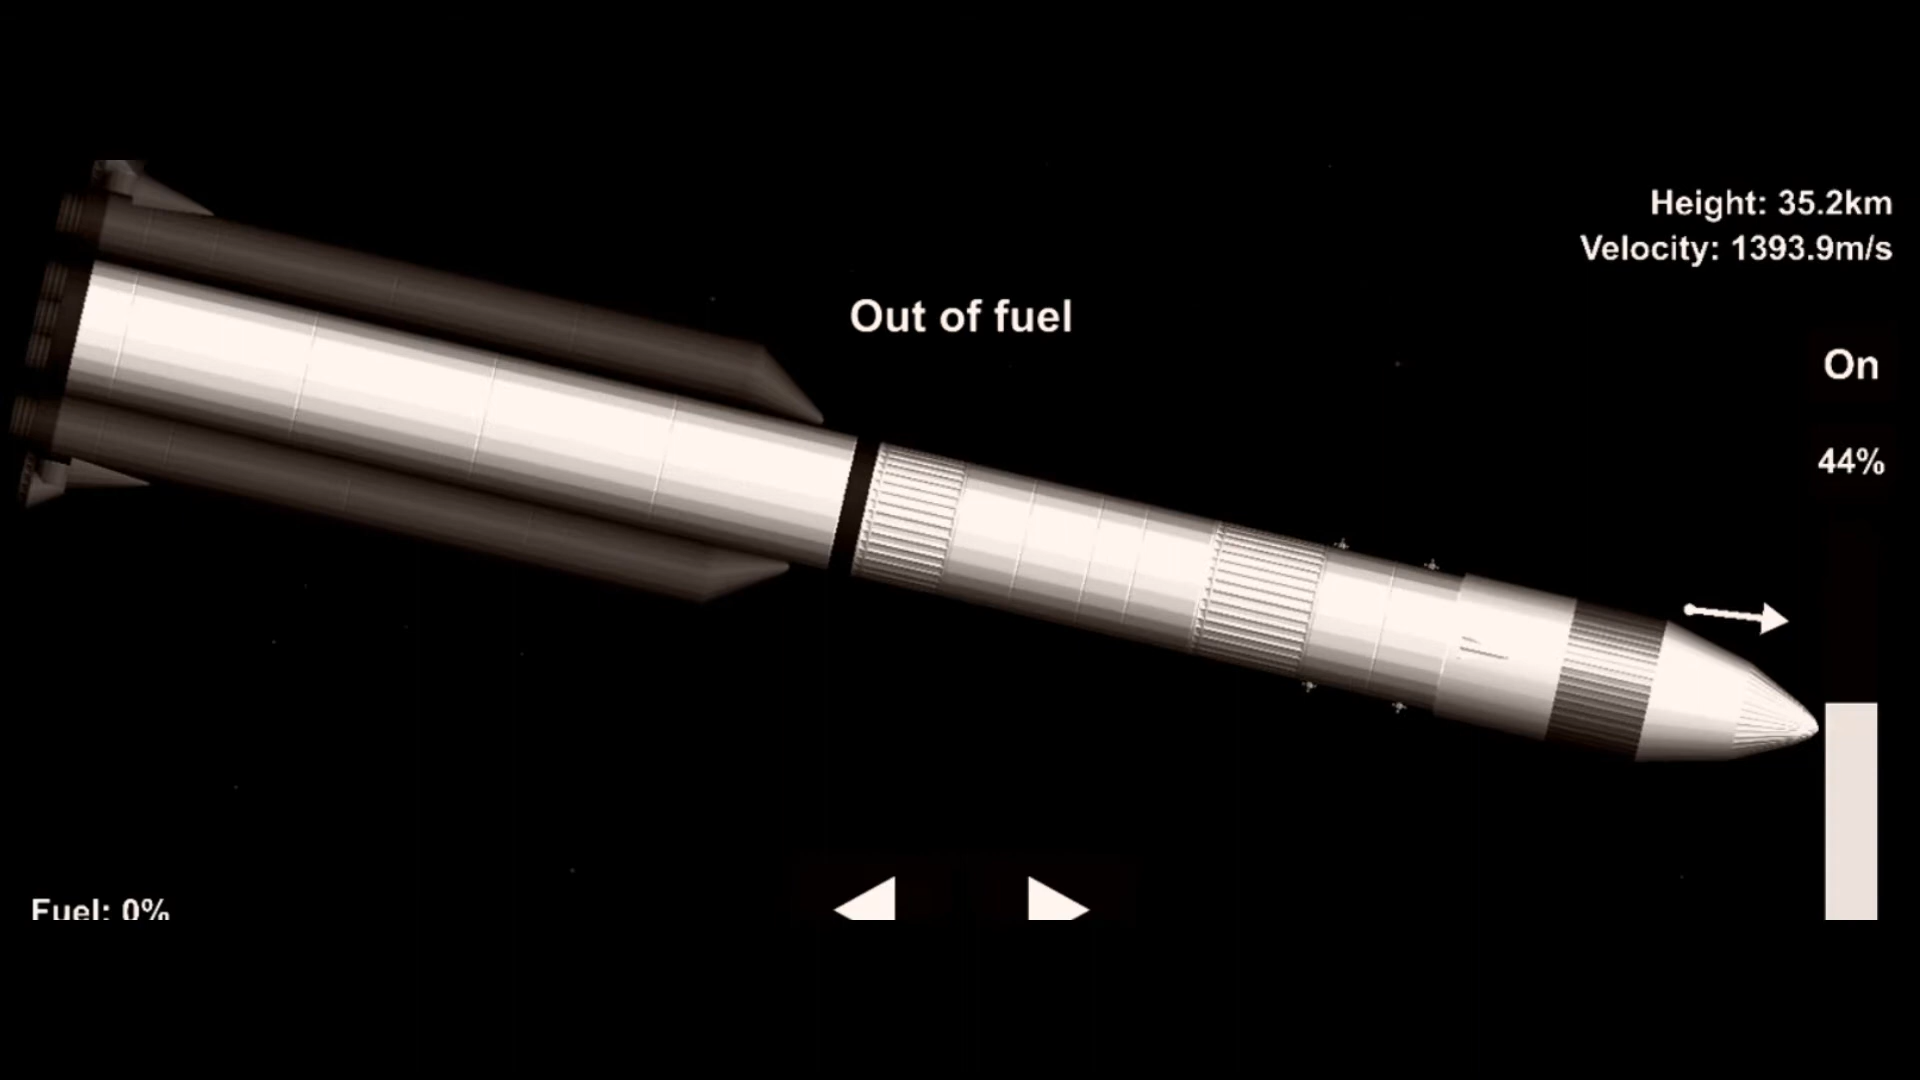 Height: 35.2km
Velocity: 1393.9m/s
Out of fuel
On
44%
Fuel: 0%